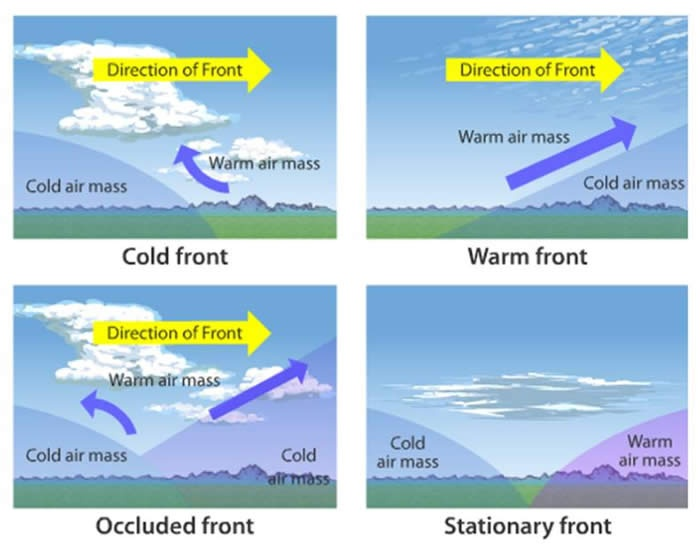 Direction of Front
Warm air mass
Cold air mass
Cold front
Direction of Front
Warm air mass
Cold air mass
Warm front
Direction of Front
Warm air mass
Cold air mass
Cold
air mass
Occluded front
Cold
air mass
Warm
air mass
Stationary front